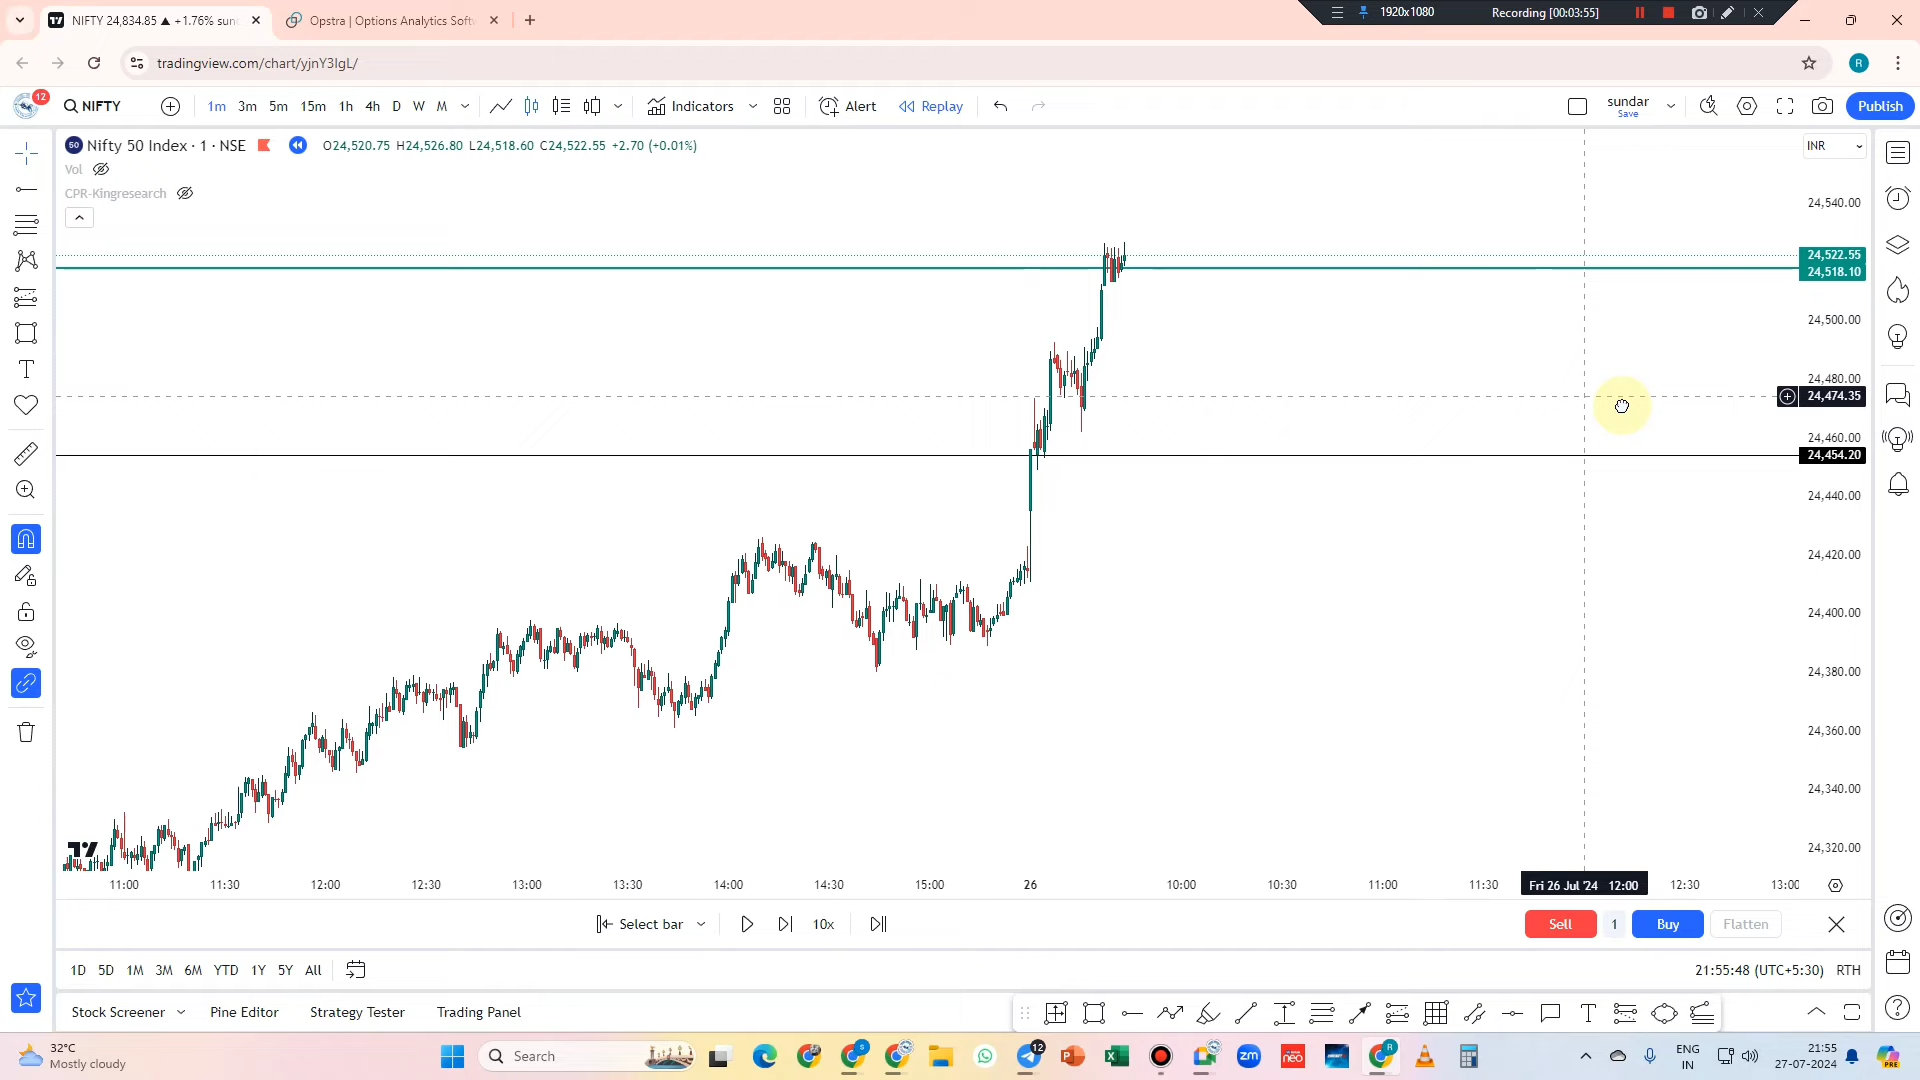 NIFTY 24,834.85 ▲ +1.76% sun
Opstra | Options Analytics Soft
1920x1080
Recording [00:03:55]
tradingview.com/chart/yjnY3IgL/
R
12
NIFTY
1m 3m 5m 15m 1h 4h D W M
Indicators
Alert
Replay
sundar
Save
Publish
50 Nifty 50 Index · 1 · NSE
O24,520.75 H24,526.80 L24,518.60 C24,522.55 +2.70 (+0.01%)
INR
Vol
CPR-Kingresearch
24,540.00
24,522.55
24,518.10
24,500.00
24,480.00
24,474.35
24,460.00
24,454.20
24,440.00
24,420.00
24,400.00
24,380.00
24,360.00
24,340.00
24,320.00
11:00 11:30 12:00 12:30 13:00 13:30 14:00 14:30 15:00 26 10:00 10:30 11:00 11:30 Fri 26 Jul '24 12:00 12:30 13:00
Select bar
10x
Sell 1 Buy Flatten
1D 5D 1M 3M 6M YTD 1Y 5Y All
21:55:48 (UTC+5:30) RTH
Stock Screener Pine Editor Strategy Tester Trading Panel
32°C
Mostly cloudy
Search
12
zm
neo
ENG
IN
21:55
27-07-2024
PRE